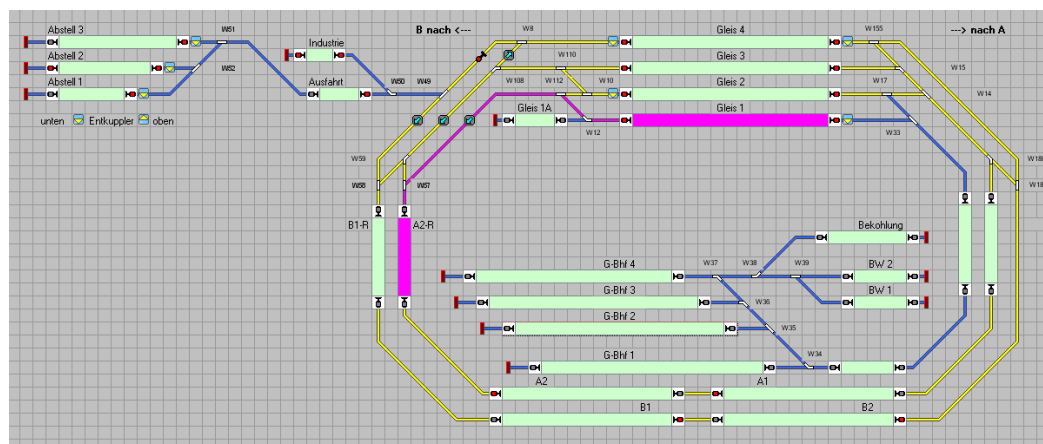 Abstell 3 W51 B nach <--- W8 Gleis 4 W155 ---> nach A
Industrie
Abstell 2 W52 W110 Gleis 3 W15
Abstell 1 Ausfahrt W50 W49 W108 W112 W10 Gleis 2 W17 W14
unten Entkuppler oben Gleis 1A Gleis 1
W12 W33
W59
W58 W57
B1-R A2-R Bekohlung
G-Bhf 4 W37 W38 W39 BW 2
G-Bhf 3 W36 BW 1
G-Bhf 2 W35
G-Bhf 1 W34
A2 A1
B1 B2